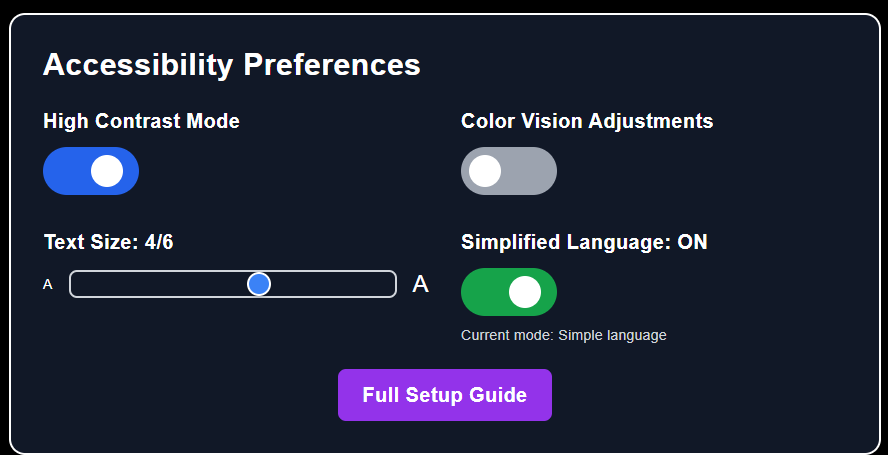 Accessibility Preferences
High Contrast Mode
Color Vision Adjustments
Text Size: 4/6
A
A
Simplified Language: ON
Current mode: Simple language
Full Setup Guide